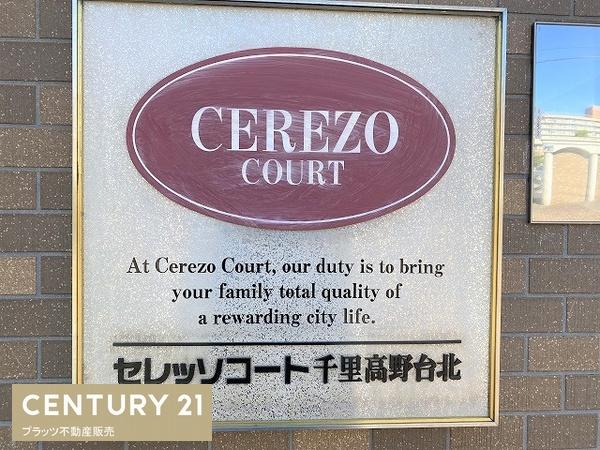 CEREZO
COURT
At Cerezo Court, our duty is to bring
your family total quality of
a rewarding city life.
セレッソコート千里高野台北
CENTURY 21
プラッツ不動産販売